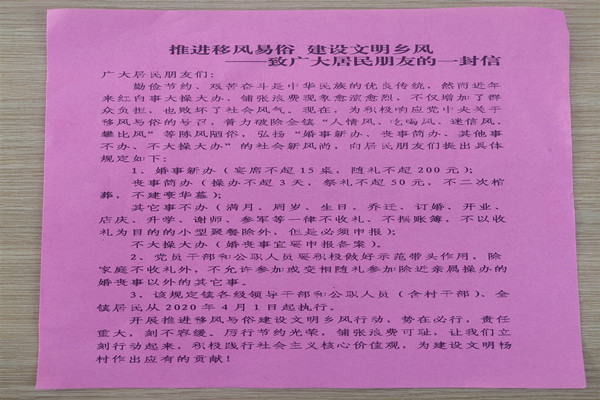 推进移风易俗 建设文明乡风
——致广大居民朋友的一封信
广大居民朋友们：
勤俭节约、艰苦奋斗是中华民族的优良传统，然而近年
来红白事大操大办、铺张浪费现象愈演愈烈，不仅增加了群
众负担，也败坏了社会风气。现在，为积极响应党中央关于
移风与俗的号召，着力破除全镇“人情风、吃喝风、迷信风、
攀比风”等陈风陋俗，弘扬“婚事新办、丧事简办、其他事
不办、不大操大办”的社会新风尚，向居民朋友们提出具体
规定如下：
1、婚事新办（宴席不超15桌，随礼不超200元）；
丧事简办（操办不超3天，祭礼不超50元，不二次棺
葬，不建豪华墓）；
其它事不办（满月、周岁、生日、乔迁、订婚、开业、
店庆、升学、谢师、参军等一律不收礼、不摆账簿，不以收
礼为目的的小型聚餐除外，但是必须申报）；
不大操大办（婚丧事宜要申报备案）。
2、党员干部和公职人员要积极做好示范带头作用，除
家庭不收礼外，不允许参加或变相随礼参加除近亲属操办的
婚丧事以外的其它事。
3、该规定镇各级领导干部和公职人员（含村干部）、全
镇居民从2020年4月1日起执行。
开展推进移风与俗建设文明乡风行动，势在必行，责任
重大，刻不容缓。厉行节约光荣，铺张浪费可耻，让我们立
刻行动起来，积极践行社会主义核心价值观，为建设文明杨
村作出应有的贡献！